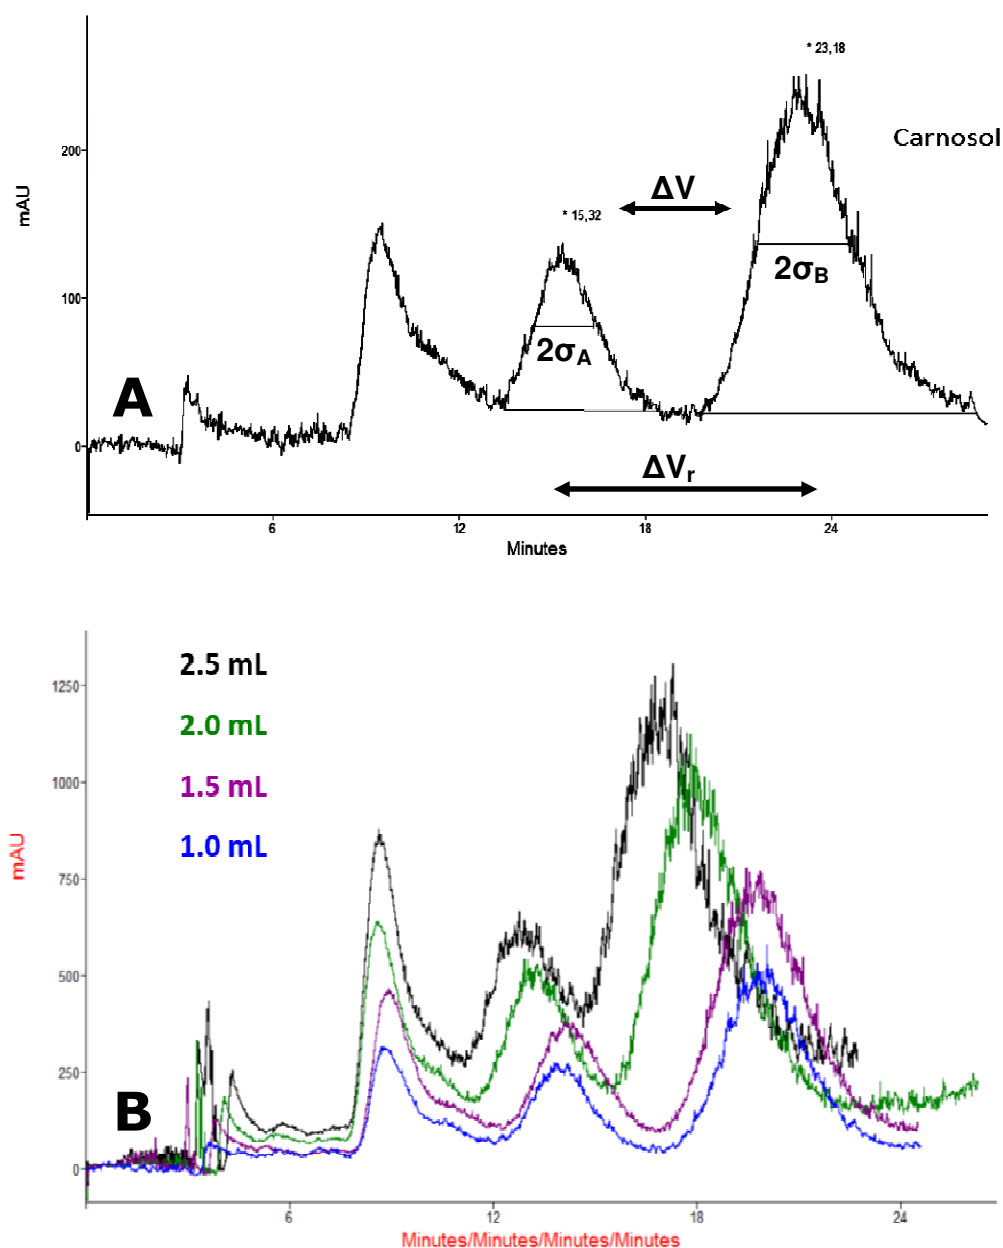 * 23,18
Carnosol
200
ΔV
mAU
* 15,32
2σB
100
2σA
A
0
ΔVr
6
12
18
24
Minutes
2.5 mL
1250
2.0 mL
1000
1.5 mL
1.0 mL
mAU
750
500
250
B
0
6
12
18
24
Minutes/Minutes/Minutes/Minutes